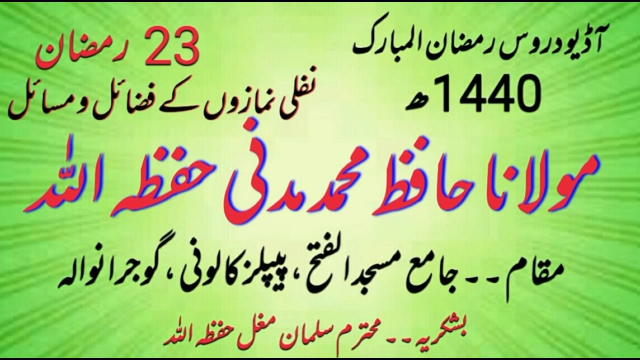 آڈیو دروس رمضان المبارک
1440ھ
23 رمضان
نفلی نمازوں کے فضائل و مسائل
مولانا حافظ محمد مدنی حفظہ اللہ
مقام ۔۔ جامع مسجد الفتح ، پیپلز کالونی ، گوجرانوالہ
بشکریہ ۔۔ محترم سلمان مغل حفظہ اللہ